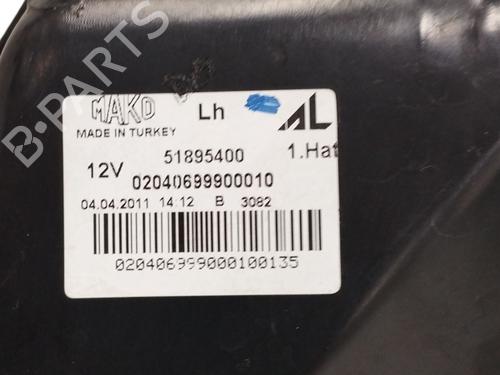 B-PARTS
MAKO
Lh
AL
MADE IN TURKEY
12V
51895400
1.Hat
02040699900010
04.04.2011 14:12 B 3082
020406999000100135